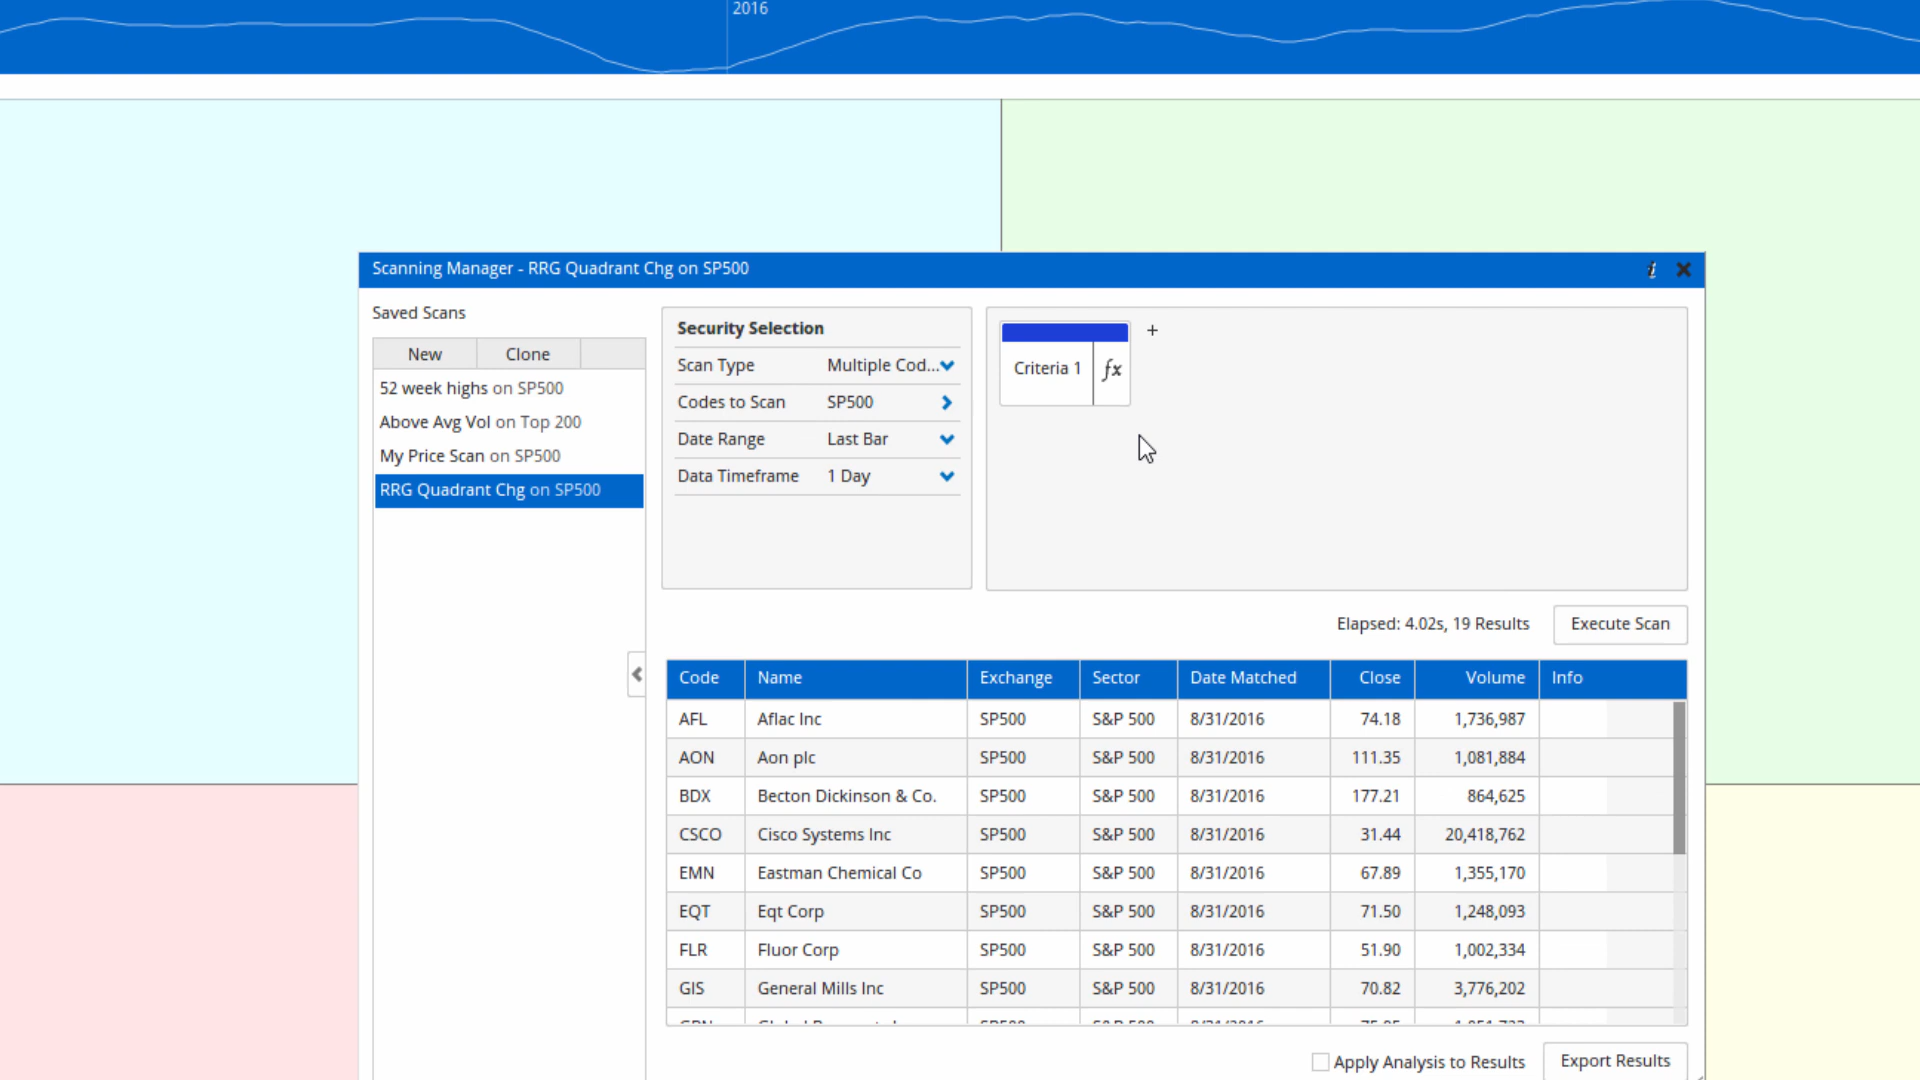 2016
Scanning Manager - RRG Quadrant Chg on SP500
Saved Scans
New Clone
52 week highs on SP500
Above Avg Vol on Top 200
My Price Scan on SP500
RRG Quadrant Chg on SP500
Security Selection
Scan Type Multiple Cod...
Codes to Scan SP500
Date Range Last Bar
Data Timeframe 1 Day
Criteria 1 fx
+
Elapsed: 4.02s, 19 Results Execute Scan
Code Name Exchange Sector Date Matched Close Volume Info
AFL Aflac Inc SP500 S&P 500 8/31/2016 74.18 1,736,987
AON Aon plc SP500 S&P 500 8/31/2016 111.35 1,081,884
BDX Becton Dickinson & Co. SP500 S&P 500 8/31/2016 177.21 864,625
CSCO Cisco Systems Inc SP500 S&P 500 8/31/2016 31.44 20,418,762
EMN Eastman Chemical Co SP500 S&P 500 8/31/2016 67.89 1,355,170
EQT Eqt Corp SP500 S&P 500 8/31/2016 71.50 1,248,093
FLR Fluor Corp SP500 S&P 500 8/31/2016 51.90 1,002,334
GIS General Mills Inc SP500 S&P 500 8/31/2016 70.82 3,776,202
Apply Analysis to Results Export Results